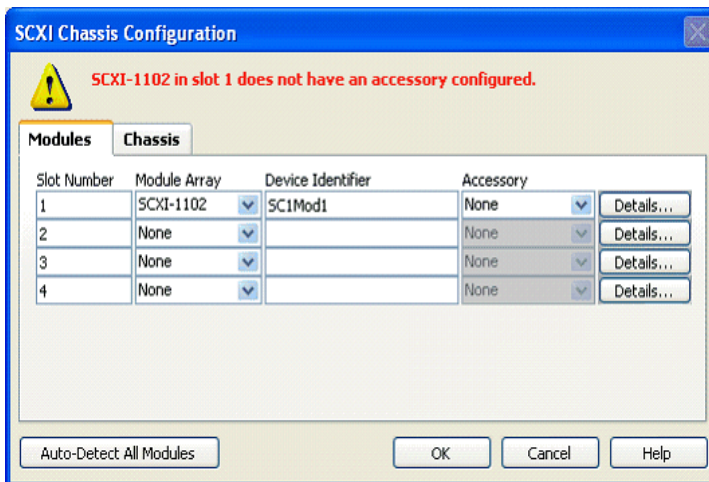 SCXI Chassis Configuration
SCXI-1102 in slot 1 does not have an accessory configured.
Modules Chassis
Slot Number Module Array Device Identifier Accessory
1 SCXI-1102 SC1Mod1 None Details...
2 None None Details...
3 None None Details...
4 None None Details...
Auto-Detect All Modules OK Cancel Help